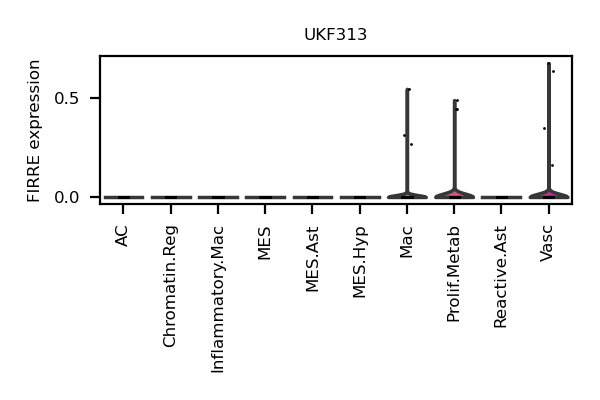 UKF313
FIRRE expression
0.5
0.0
AC
Chromatin.Reg
Inflammatory.Mac
MES
MES.Ast
MES.Hyp
Mac
Prolif.Metab
Reactive.Ast
Vasc